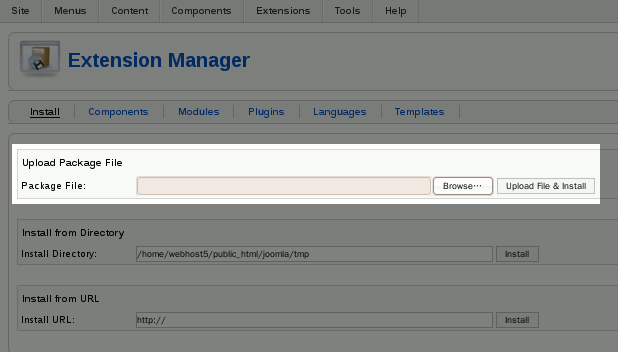 Site Menus Content Components Extensions Tools Help
Extension Manager
Install Components Modules Plugins Languages Templates
Upload Package File
Package File: Browse... Upload File & Install
Install from Directory
Install Directory: /home/webhost5/public_html/joomla/tmp Install
Install from URL
Install URL: http:// Install